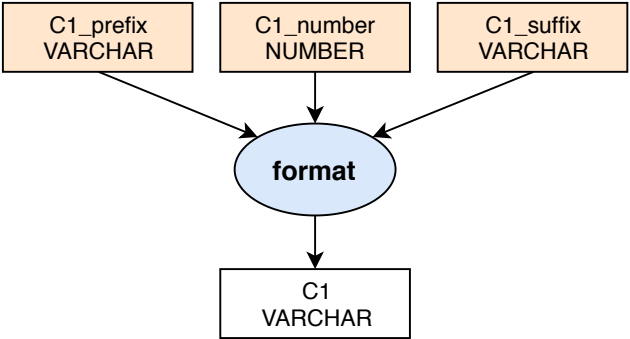 C1_prefix
VARCHAR
C1_number
NUMBER
C1_suffix
VARCHAR
format
C1
VARCHAR